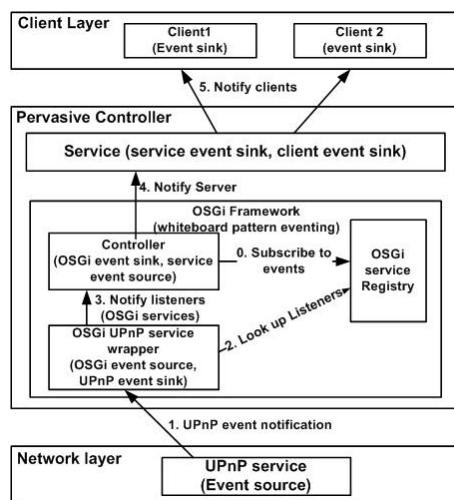 Client Layer
Client1
(Event sink)
Client 2
(event sink)
5. Notify clients
Pervasive Controller
Service (service event sink, client event sink)
4. Notify Server
OSGi Framework
(whiteboard pattern eventing)
Controller
(OSGi event sink, service
event source)
0. Subscribe to
events
OSGi
service
Registry
3. Notify listeners
(OSGi services)
2. Look up Listeners
OSGi UPnP service
wrapper
(OSGi event source,
UPnP event sink)
1. UPnP event notification
Network layer
UPnP service
(Event source)